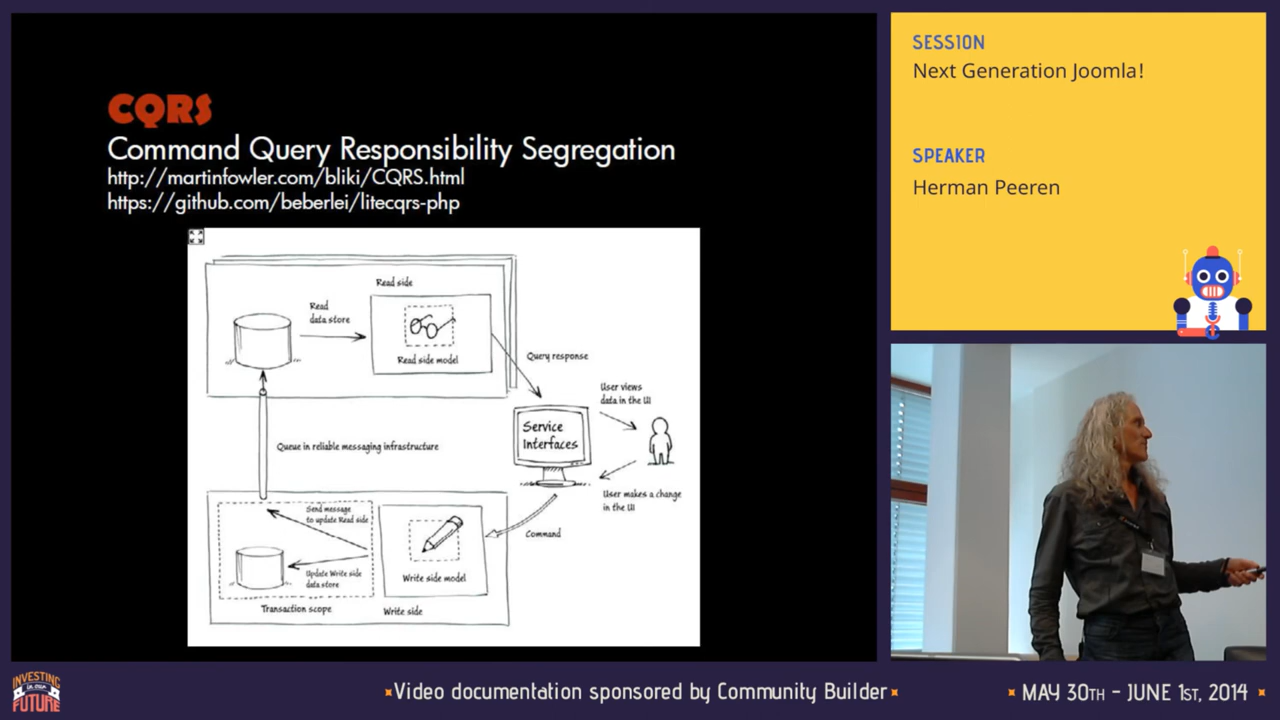 CQRS
Command Query Responsibility Segregation
http://martinfowler.com/bliki/CQRS.html
https://github.com/beberlei/litecqrs-php
Read side
Read
data store
Read side model
Query response
User views
data in the UI
Service
Interfaces
Queue in reliable messaging infrastructure
User makes a change
in the UI
Send message
to update Read side
Command
Update Write side
data store
Write side model
Transaction scope
Write side
SESSION
Next Generation Joomla!
SPEAKER
Herman Peeren
INVESTING
IN OUR
FUTURE
Video documentation sponsored by Community Builder
MAY 30TH - JUNE 1ST, 2014